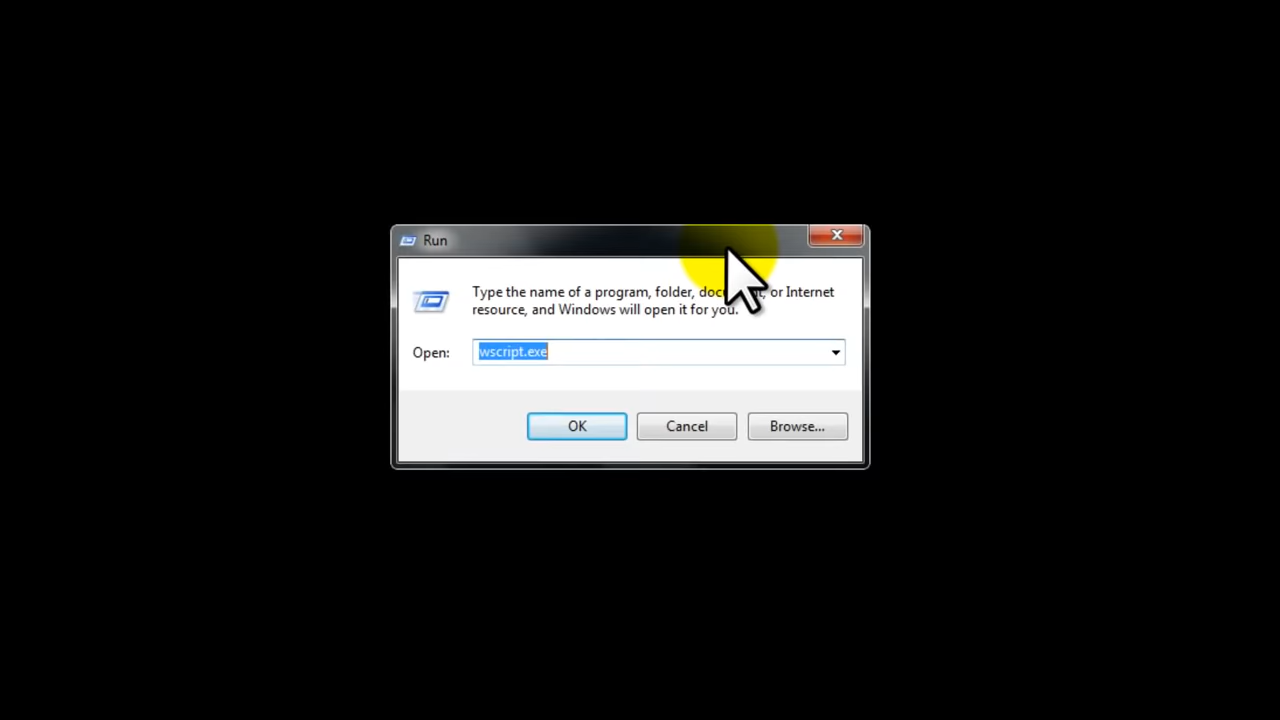 Run
Type the name of a program, folder, or Internet
resource, and Windows will open it for you.
Open: wscript.exe
OK Cancel Browse...